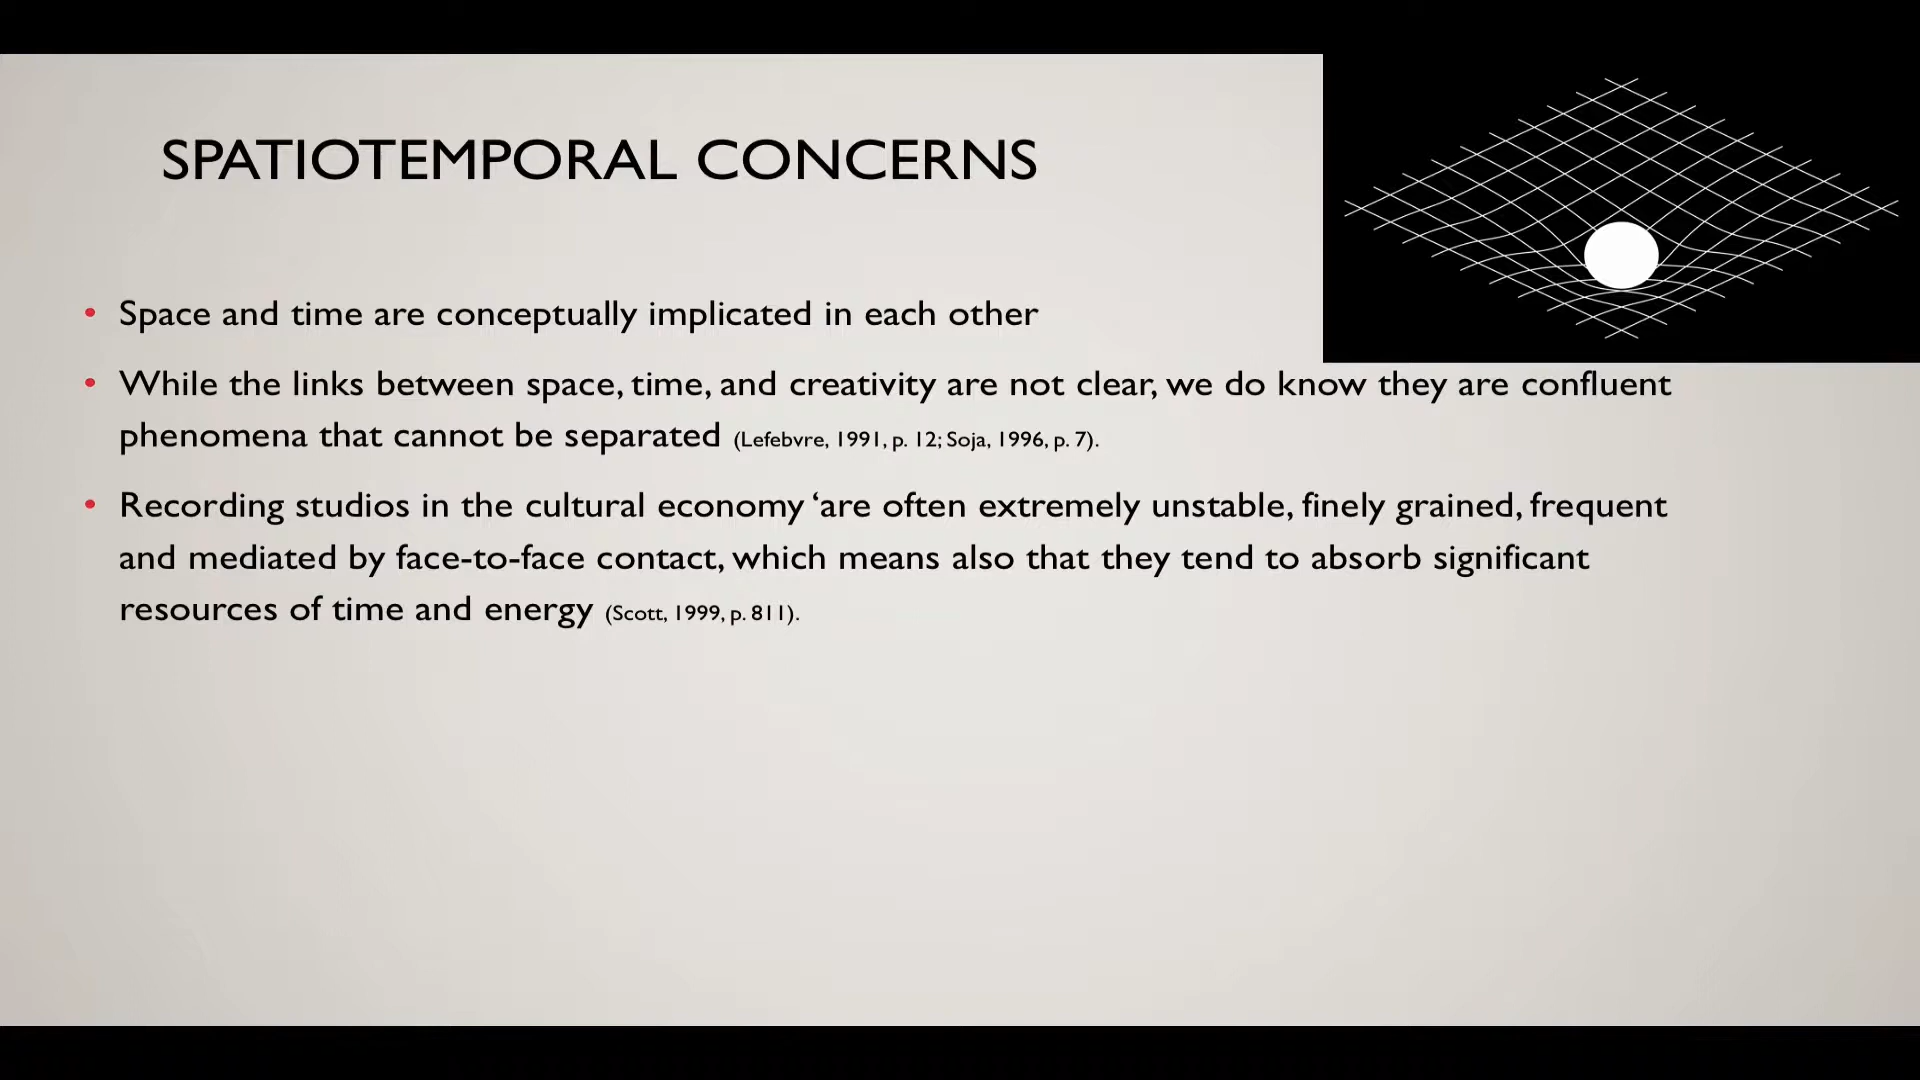 SPATIOTEMPORAL CONCERNS
• Space and time are conceptually implicated in each other
• While the links between space, time, and creativity are not clear, we do know they are confluent
phenomena that cannot be separated (Lefebvre, 1991, p. 12; Soja, 1996, p. 7).
• Recording studios in the cultural economy ‘are often extremely unstable, finely grained, frequent
and mediated by face-to-face contact, which means also that they tend to absorb significant
resources of time and energy (Scott, 1999, p. 811).